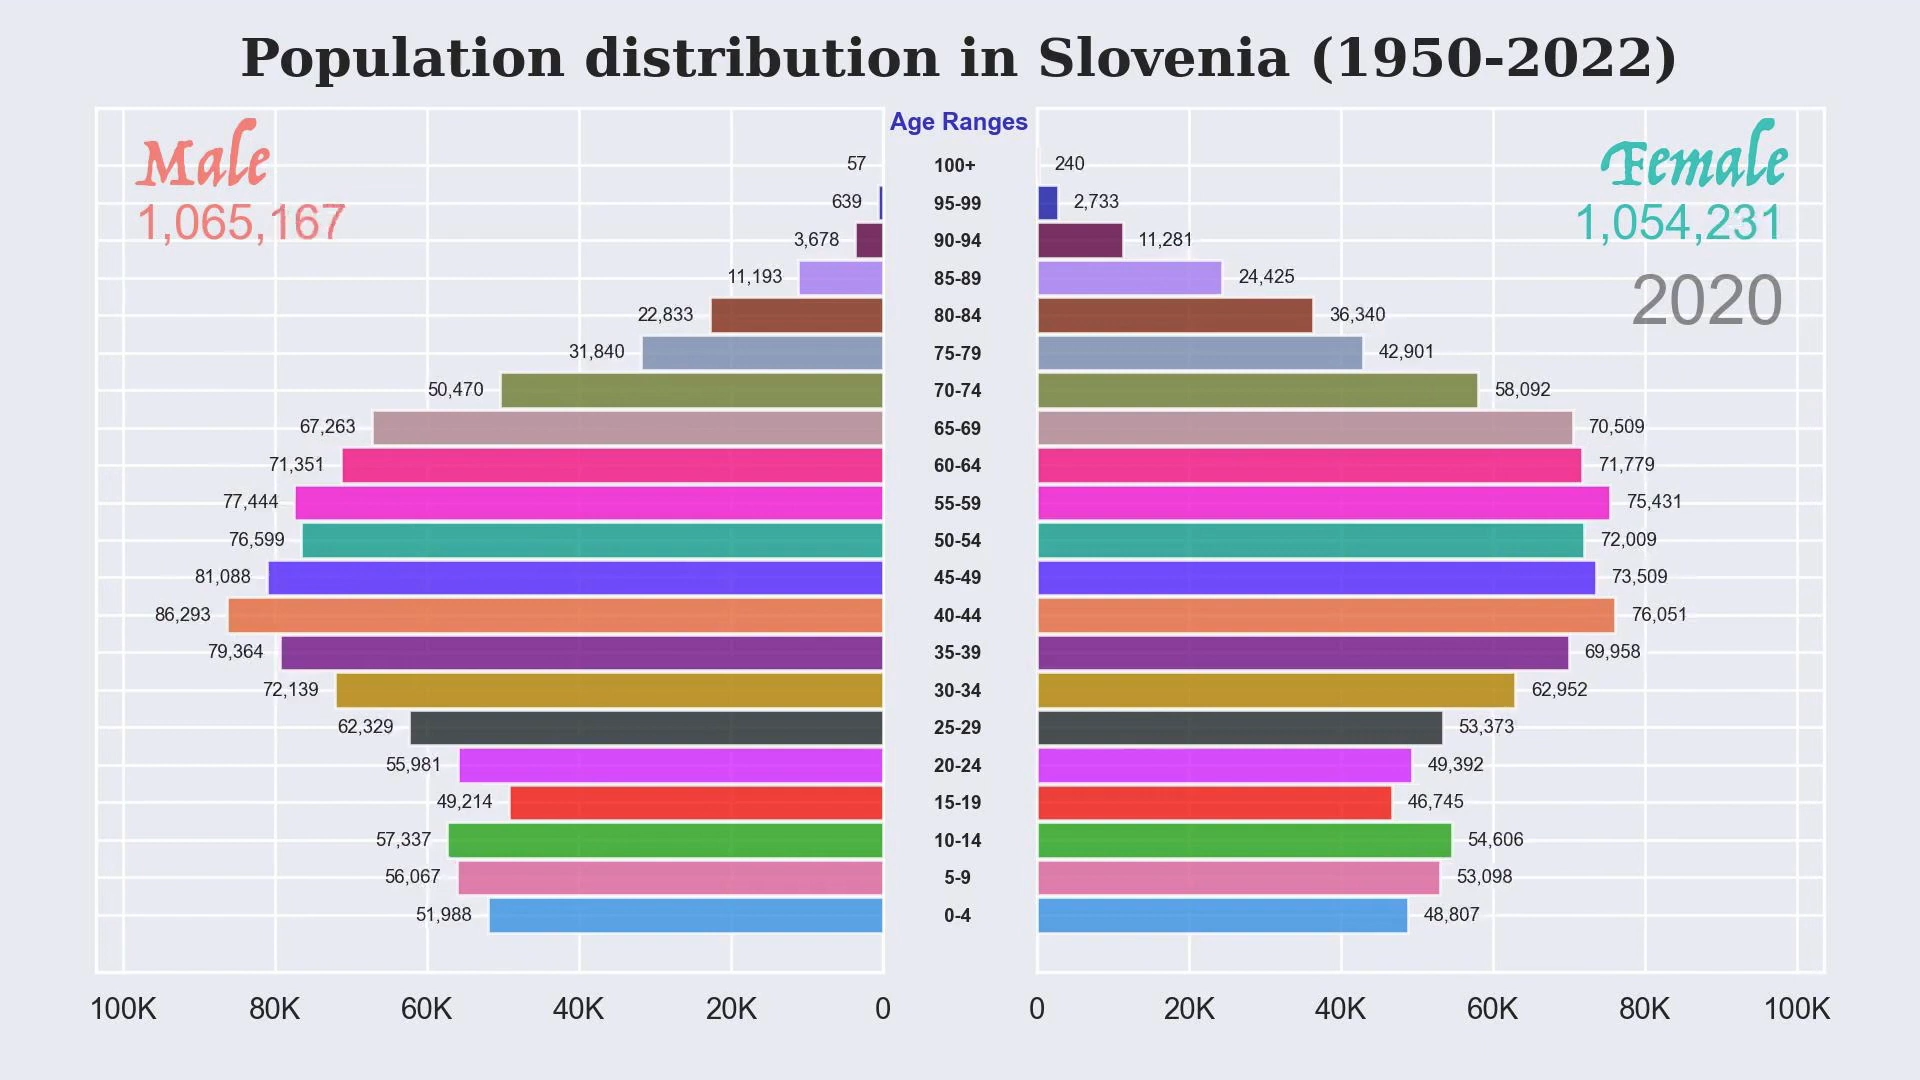 Population distribution in Slovenia (1950-2022)
Age Ranges
Male
1,065,167
Female
1,054,231
2020
57 100+ 240
639 95-99 2,733
3,678 90-94 11,281
11,193 85-89 24,425
22,833 80-84 36,340
31,840 75-79 42,901
50,470 70-74 58,092
67,263 65-69 70,509
71,351 60-64 71,779
77,444 55-59 75,431
76,599 50-54 72,009
81,088 45-49 73,509
86,293 40-44 76,051
79,364 35-39 69,958
72,139 30-34 62,952
62,329 25-29 53,373
55,981 20-24 49,392
49,214 15-19 46,745
57,337 10-14 54,606
56,067 5-9 53,098
51,988 0-4 48,807
100K 80K 60K 40K 20K 0 0 20K 40K 60K 80K 100K